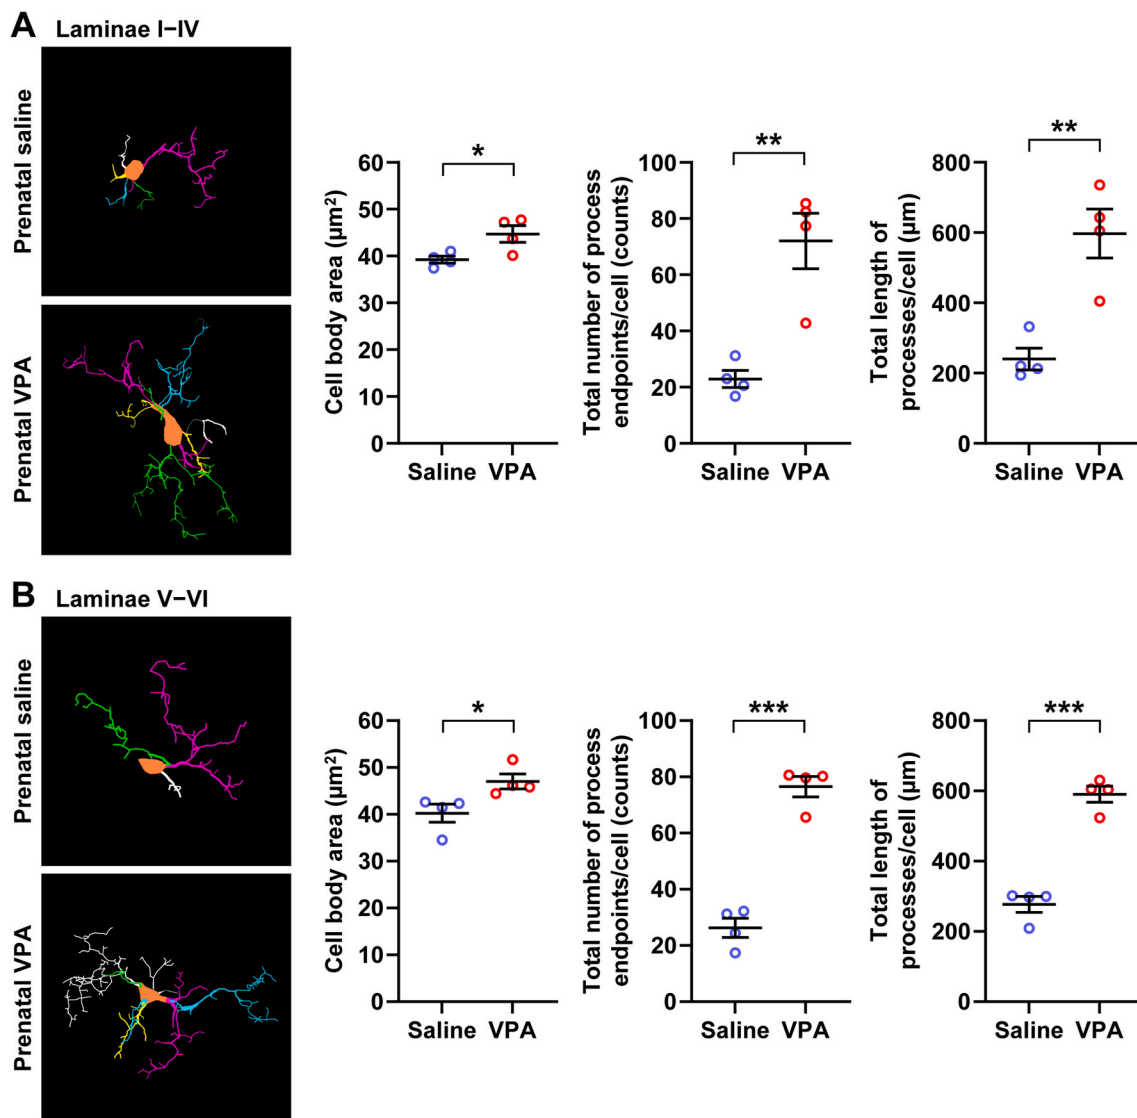 A Laminae I–IV
Prenatal saline
Prenatal VPA
Cell body area (µm²)
60
50
40
30
20
10
0
*
Saline VPA
Total number of process
endpoints/cell (counts)
100
80
60
40
20
0
**
Saline VPA
Total length of
processes/cell (µm)
800
600
400
200
0
**
Saline VPA
B Laminae V–VI
Prenatal saline
Prenatal VPA
Cell body area (µm²)
60
50
40
30
20
10
0
*
Saline VPA
Total number of process
endpoints/cell (counts)
100
80
60
40
20
0
***
Saline VPA
Total length of
processes/cell (µm)
800
600
400
200
0
***
Saline VPA